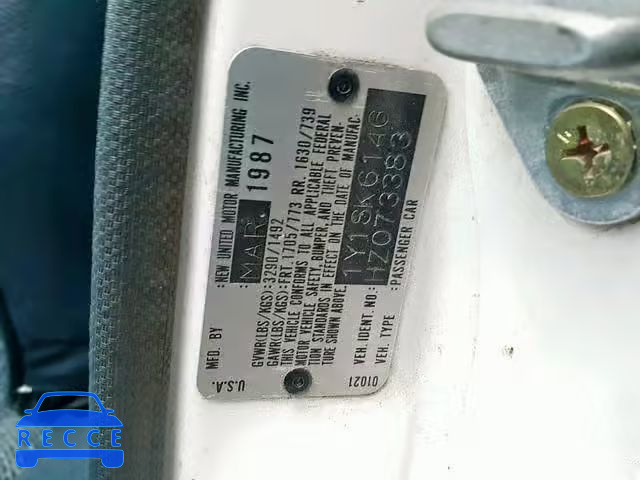 MFD. BY : NEW UNITED MOTOR MANUFACTURING INC.
MAR. 1987
GVWR(LBS/KGS):3290/1492
GAWR(LBS/KGS):FRT.1705/773 RR. 1630/739
THIS VEHICLE CONFORMS TO ALL APPLICABLE FEDERAL
MOTOR VEHICLE SAFETY, BUMPER, AND THEFT PREVEN-
TION STANDARDS IN EFFECT ON THE DATE OF MANUFAC-
TURE SHOWN ABOVE.
VEH. IDENT. NO.: 1Y1SK6146
HZ073383
VEH. TYPE : PASSENGER CAR
U.S.A. 01021
RECCE